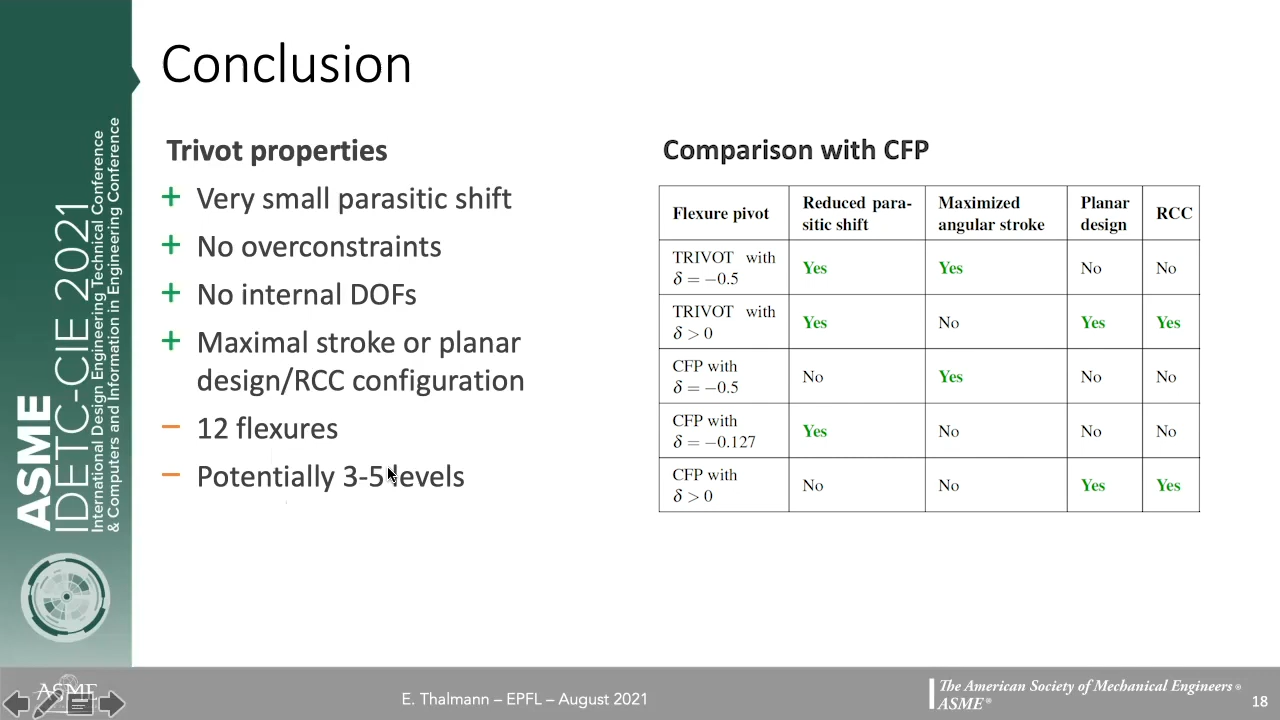 Conclusion
Trivot properties
+ Very small parasitic shift
+ No overconstraints
+ No internal DOFs
+ Maximal stroke or planar
design/RCC configuration
− 12 flexures
− Potentially 3-5 levels
Comparison with CFP
Flexure pivot | Reduced para-sitic shift | Maximized angular stroke | Planar design | RCC
TRIVOT with δ = −0.5 | Yes | Yes | No | No
TRIVOT with δ > 0 | Yes | No | Yes | Yes
CFP with δ = −0.5 | No | Yes | No | No
CFP with δ = −0.127 | Yes | No | No | No
CFP with δ > 0 | No | No | Yes | Yes
ASME
IDETC-CIE 2021
International Design Engineering Technical Conference
& Computers and Information in Engineering Conference
ASME
E. Thalmann – EPFL – August 2021
The American Society of Mechanical Engineers ®
ASME ®
18